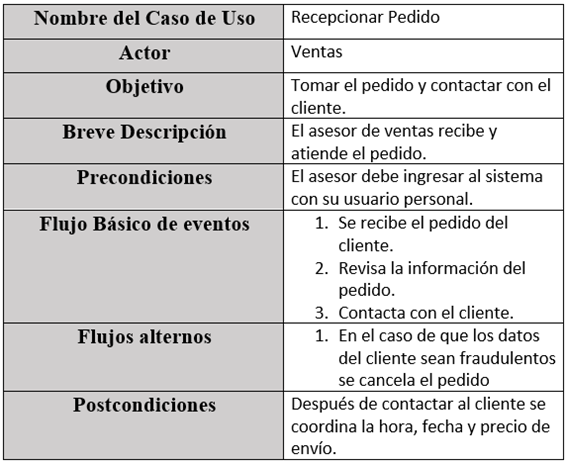 Nombre del Caso de Uso
Recepcionar Pedido
Actor
Ventas
Objetivo
Tomar el pedido y contactar con el
cliente.
Breve Descripción
El asesor de ventas recibe y
atiende el pedido.
Precondiciones
El asesor debe ingresar al sistema
con su usuario personal.
Flujo Básico de eventos
1. Se recibe el pedido del
cliente.
2. Revisa la información del
pedido.
3. Contacta con el cliente.
Flujos alternos
1. En el caso de que los datos
del cliente sean fraudulentos
se cancela el pedido
Postcondiciones
Después de contactar al cliente se
coordina la hora, fecha y precio de
envío.